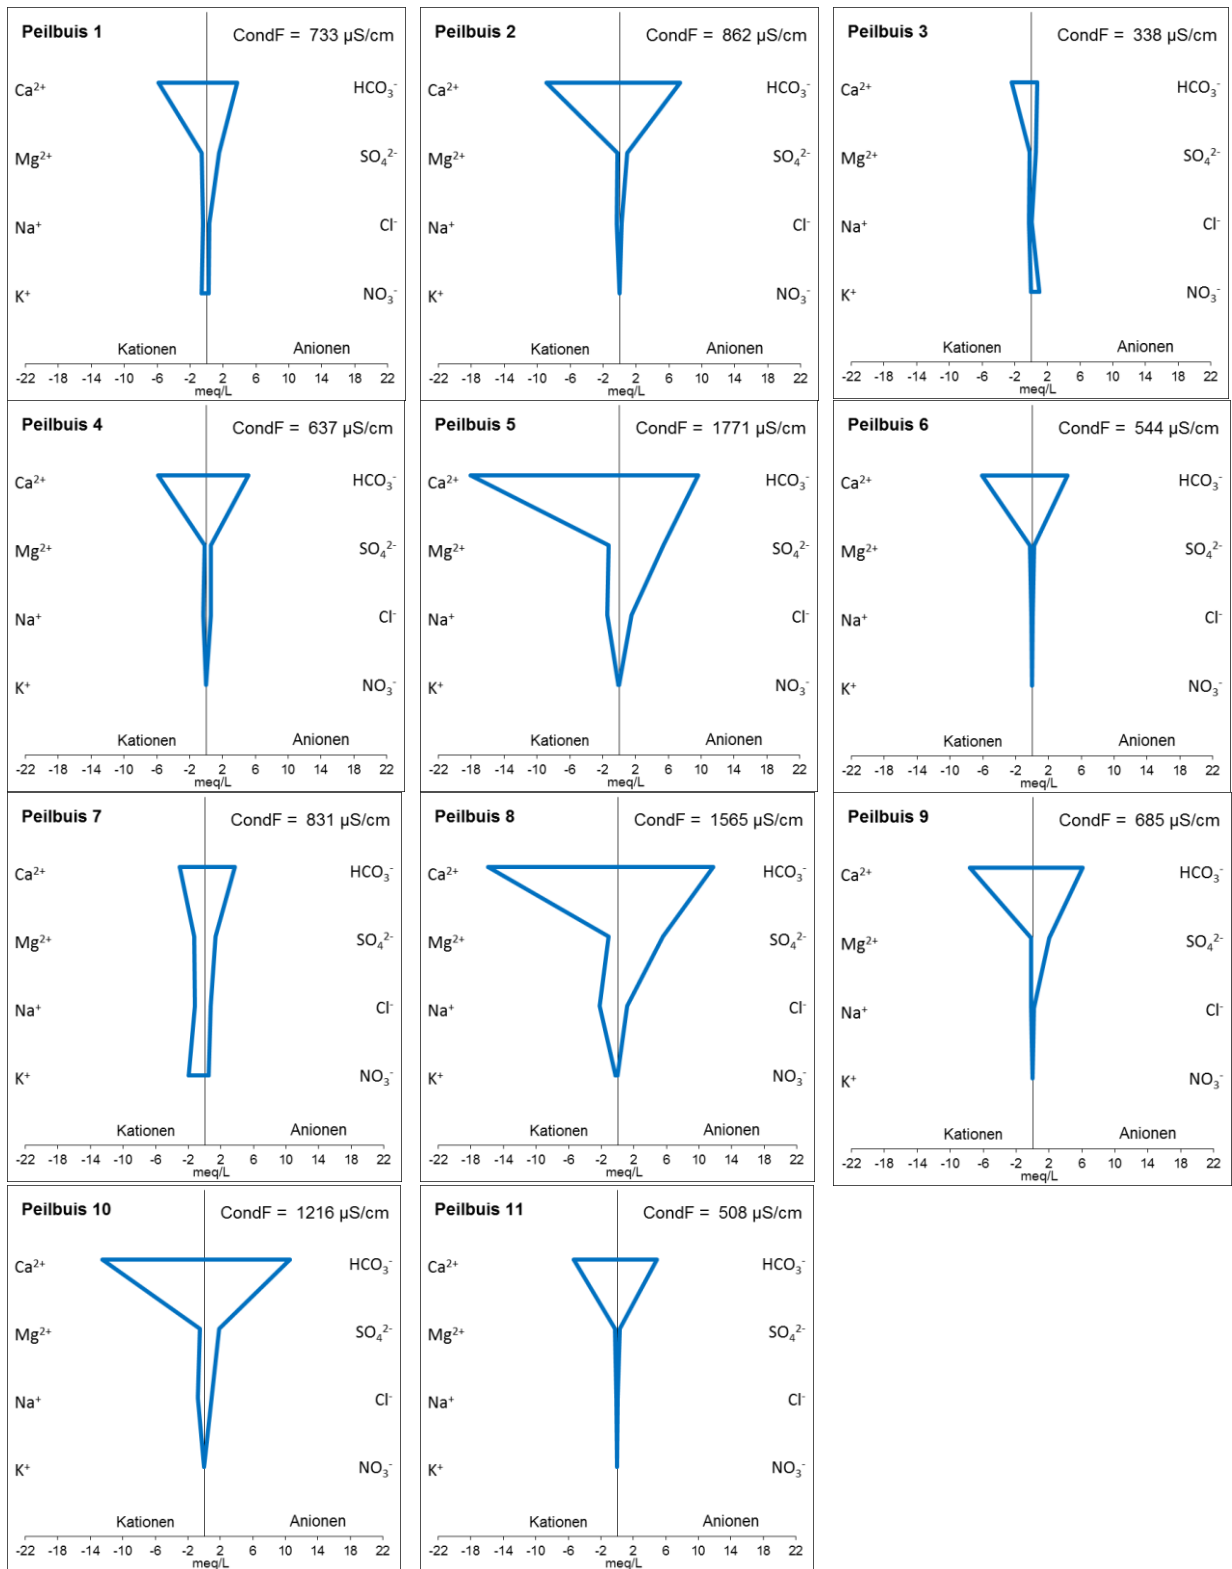 Peilbuis 1 CondF = 733 µS/cm
Ca²⁺ HCO₃⁻
Mg²⁺ SO₄²⁻
Na⁺ Cl⁻
K⁺ NO₃⁻
Kationen Anionen
-22 -18 -14 -10 -6 -2 2 6 10 14 18 22
meq/L
Peilbuis 2 CondF = 862 µS/cm
Ca²⁺ HCO₃⁻
Mg²⁺ SO₄²⁻
Na⁺ Cl⁻
K⁺ NO₃⁻
Kationen Anionen
-22 -18 -14 -10 -6 -2 2 6 10 14 18 22
meq/L
Peilbuis 3 CondF = 338 µS/cm
Ca²⁺ HCO₃⁻
Mg²⁺ SO₄²⁻
Na⁺ Cl⁻
K⁺ NO₃⁻
Kationen Anionen
-22 -18 -14 -10 -6 -2 2 6 10 14 18 22
meq/L
Peilbuis 4 CondF = 637 µS/cm
Ca²⁺ HCO₃⁻
Mg²⁺ SO₄²⁻
Na⁺ Cl⁻
K⁺ NO₃⁻
Kationen Anionen
-22 -18 -14 -10 -6 -2 2 6 10 14 18 22
meq/L
Peilbuis 5 CondF = 1771 µS/cm
Ca²⁺ HCO₃⁻
Mg²⁺ SO₄²⁻
Na⁺ Cl⁻
K⁺ NO₃⁻
Kationen Anionen
-22 -18 -14 -10 -6 -2 2 6 10 14 18 22
meq/L
Peilbuis 6 CondF = 544 µS/cm
Ca²⁺ HCO₃⁻
Mg²⁺ SO₄²⁻
Na⁺ Cl⁻
K⁺ NO₃⁻
Kationen Anionen
-22 -18 -14 -10 -6 -2 2 6 10 14 18 22
meq/L
Peilbuis 7 CondF = 831 µS/cm
Ca²⁺ HCO₃⁻
Mg²⁺ SO₄²⁻
Na⁺ Cl⁻
K⁺ NO₃⁻
Kationen Anionen
-22 -18 -14 -10 -6 -2 2 6 10 14 18 22
meq/L
Peilbuis 8 CondF = 1565 µS/cm
Ca²⁺ HCO₃⁻
Mg²⁺ SO₄²⁻
Na⁺ Cl⁻
K⁺ NO₃⁻
Kationen Anionen
-22 -18 -14 -10 -6 -2 2 6 10 14 18 22
meq/L
Peilbuis 9 CondF = 685 µS/cm
Ca²⁺ HCO₃⁻
Mg²⁺ SO₄²⁻
Na⁺ Cl⁻
K⁺ NO₃⁻
Kationen Anionen
-22 -18 -14 -10 -6 -2 2 6 10 14 18 22
meq/L
Peilbuis 10 CondF = 1216 µS/cm
Ca²⁺ HCO₃⁻
Mg²⁺ SO₄²⁻
Na⁺ Cl⁻
K⁺ NO₃⁻
Kationen Anionen
-22 -18 -14 -10 -6 -2 2 6 10 14 18 22
meq/L
Peilbuis 11 CondF = 508 µS/cm
Ca²⁺ HCO₃⁻
Mg²⁺ SO₄²⁻
Na⁺ Cl⁻
K⁺ NO₃⁻
Kationen Anionen
-22 -18 -14 -10 -6 -2 2 6 10 14 18 22
meq/L